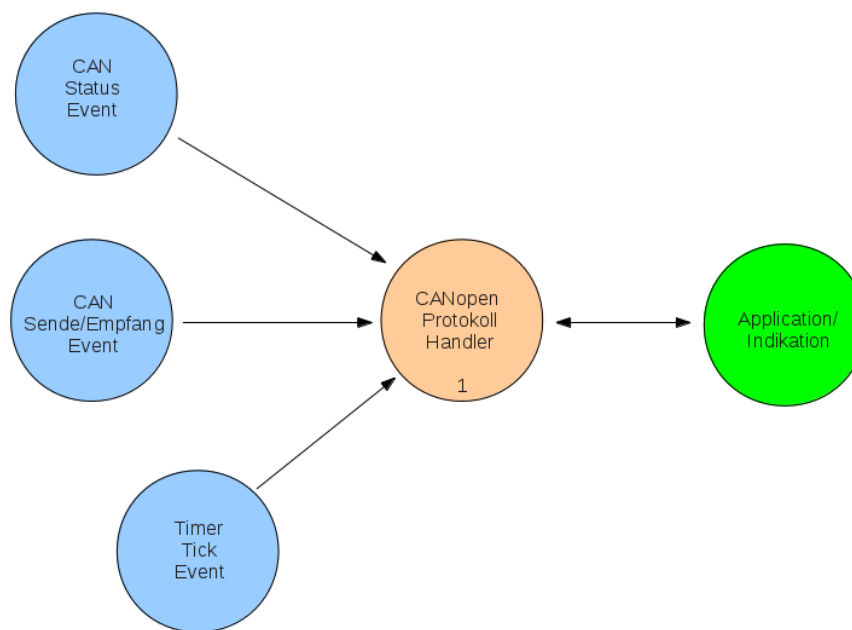 CAN
Status
Event
CAN
Sende/Empfang
Event
CANopen
Protokoll
Handler
1
Application/
Indikation
Timer
Tick
Event